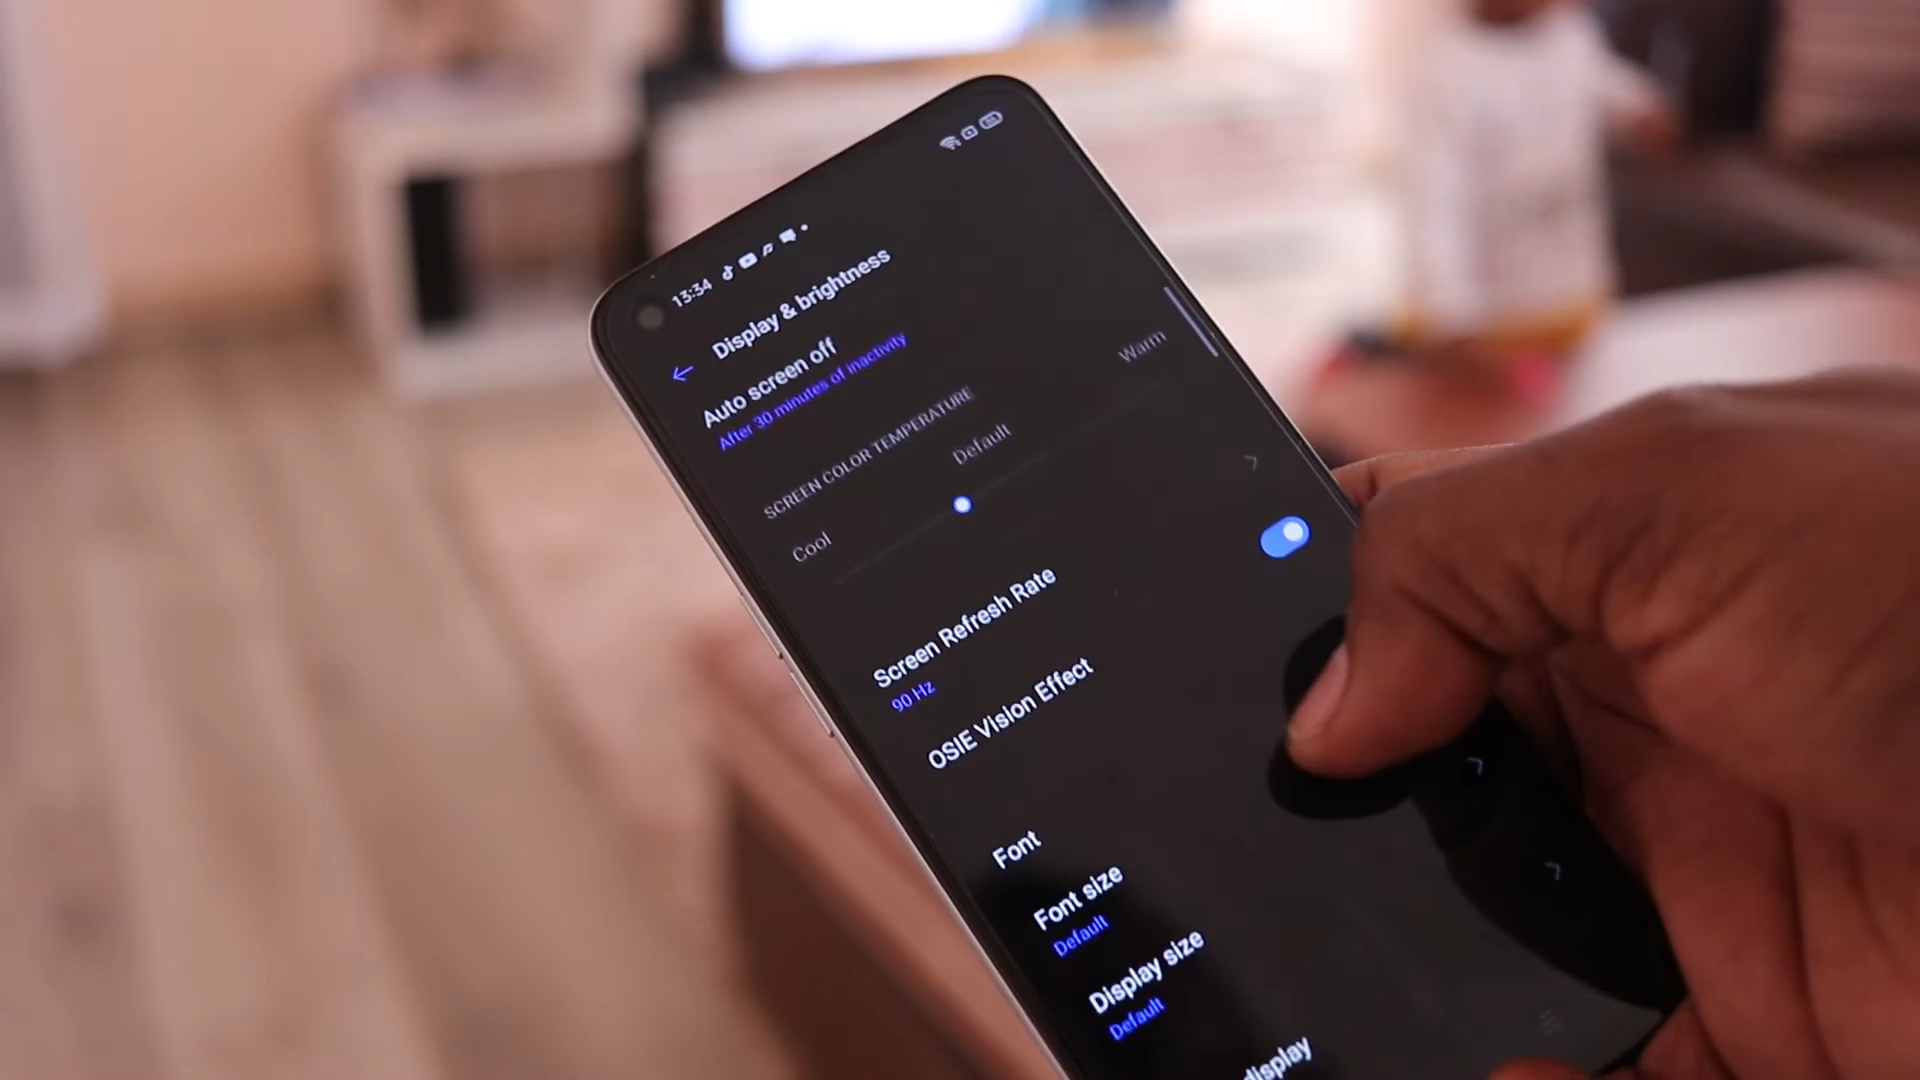 13:34
Display & brightness
Auto screen off
After 30 minutes of inactivity
SCREEN COLOR TEMPERATURE
Cool
Default
Warm
Screen Refresh Rate
90 Hz
OSIE Vision Effect
Font
Font size
Default
Display size
Default
display